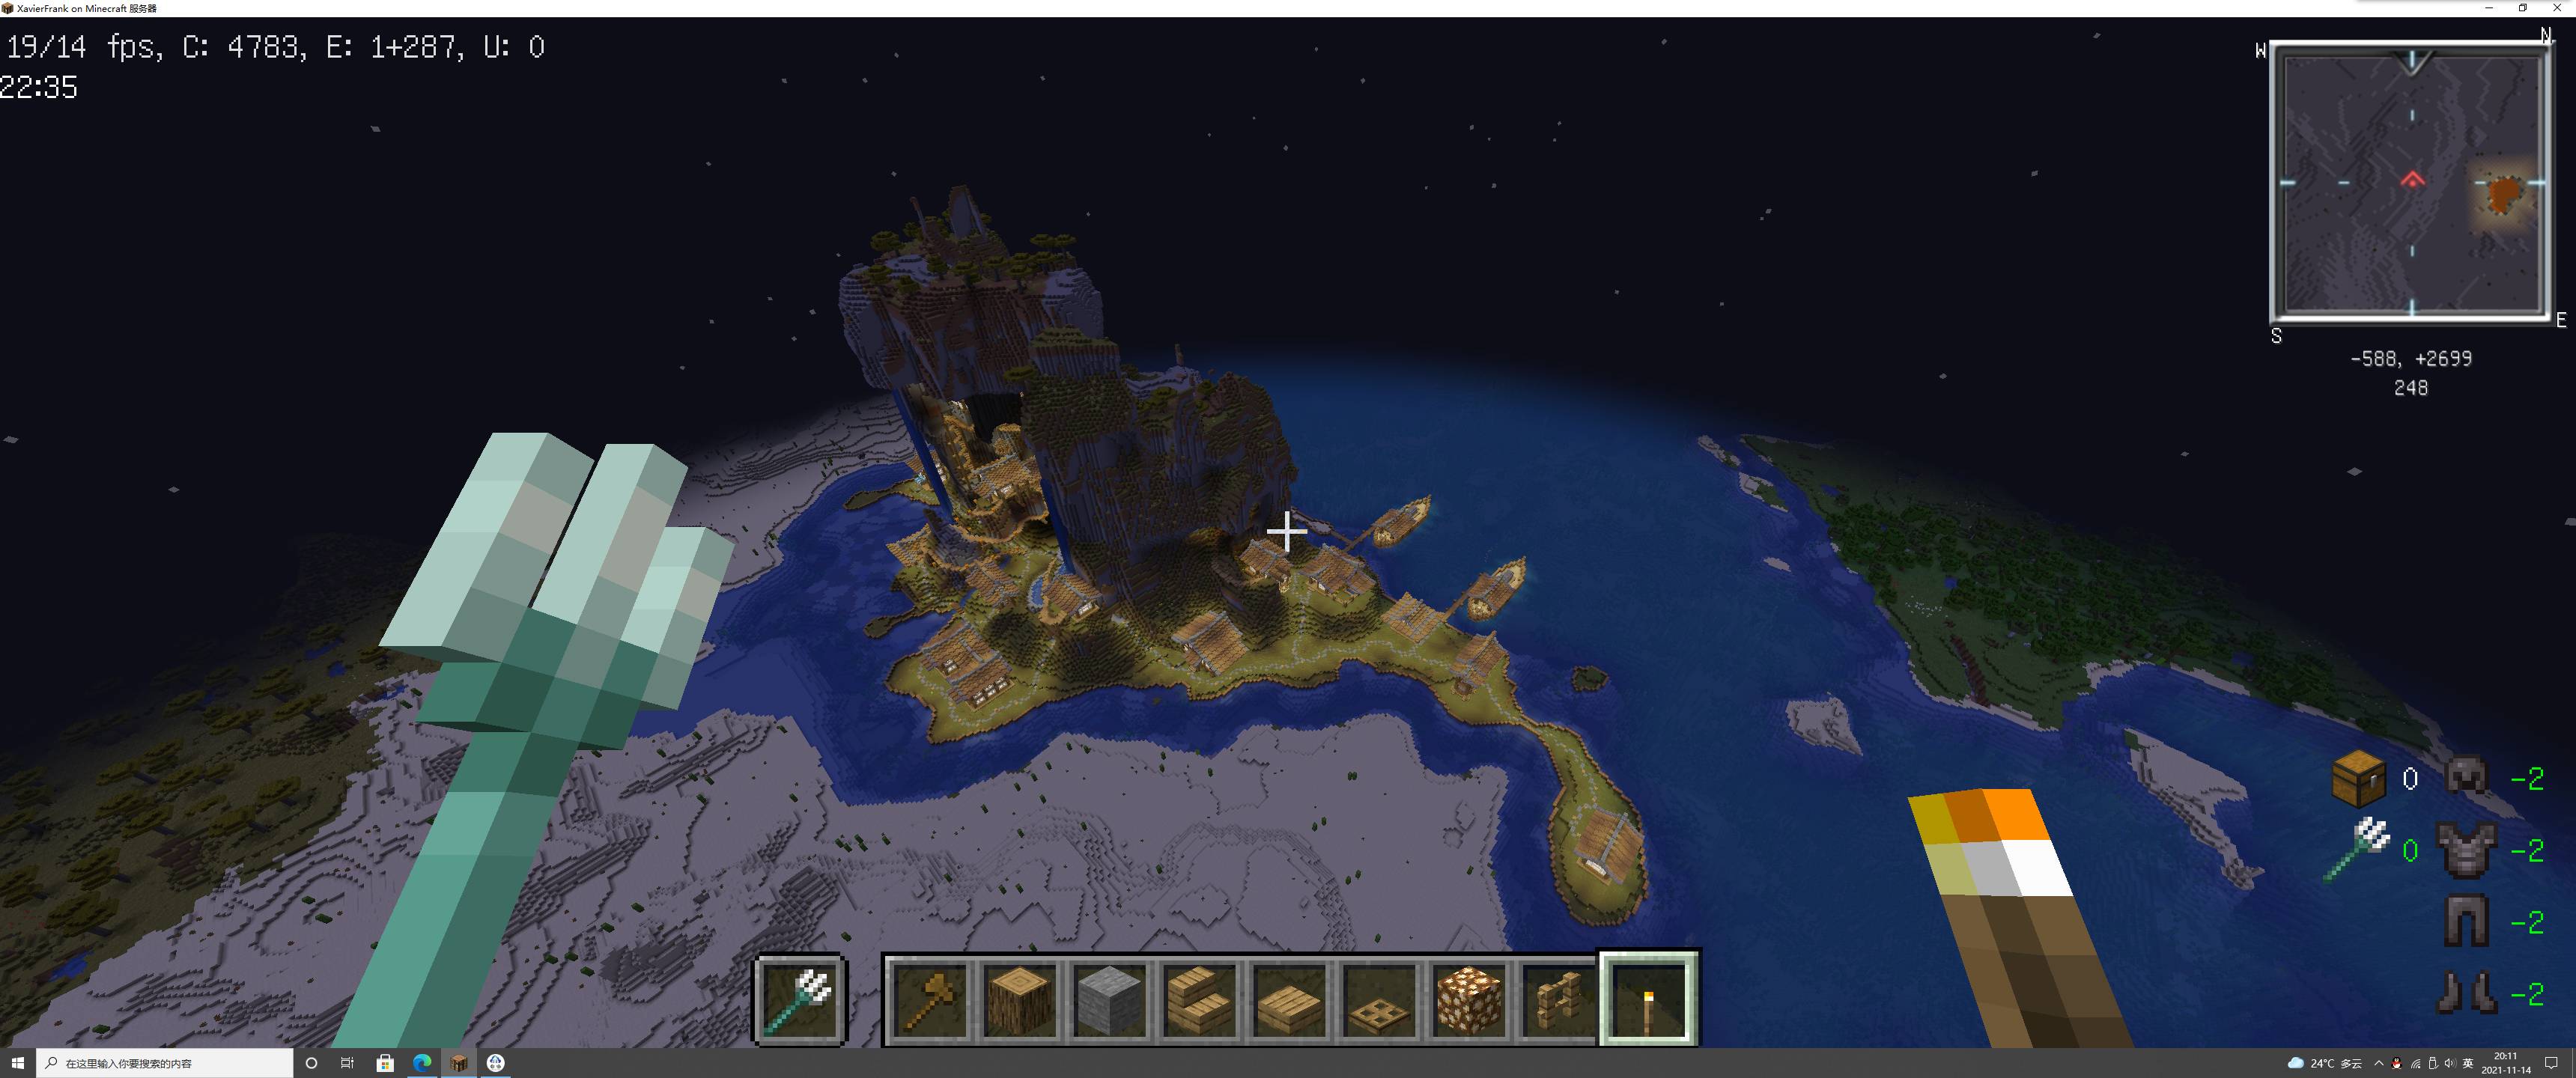 XavierFrank on Minecraft 服务器
19/14 fps, C: 4783, E: 1+287, U: 0
22:35
N
W
S
E
-588, +2699
248
0
-2
0
-2
-2
-2
在这里输入你要搜索的内容
24°C 多云
英
20:11
2021-11-14